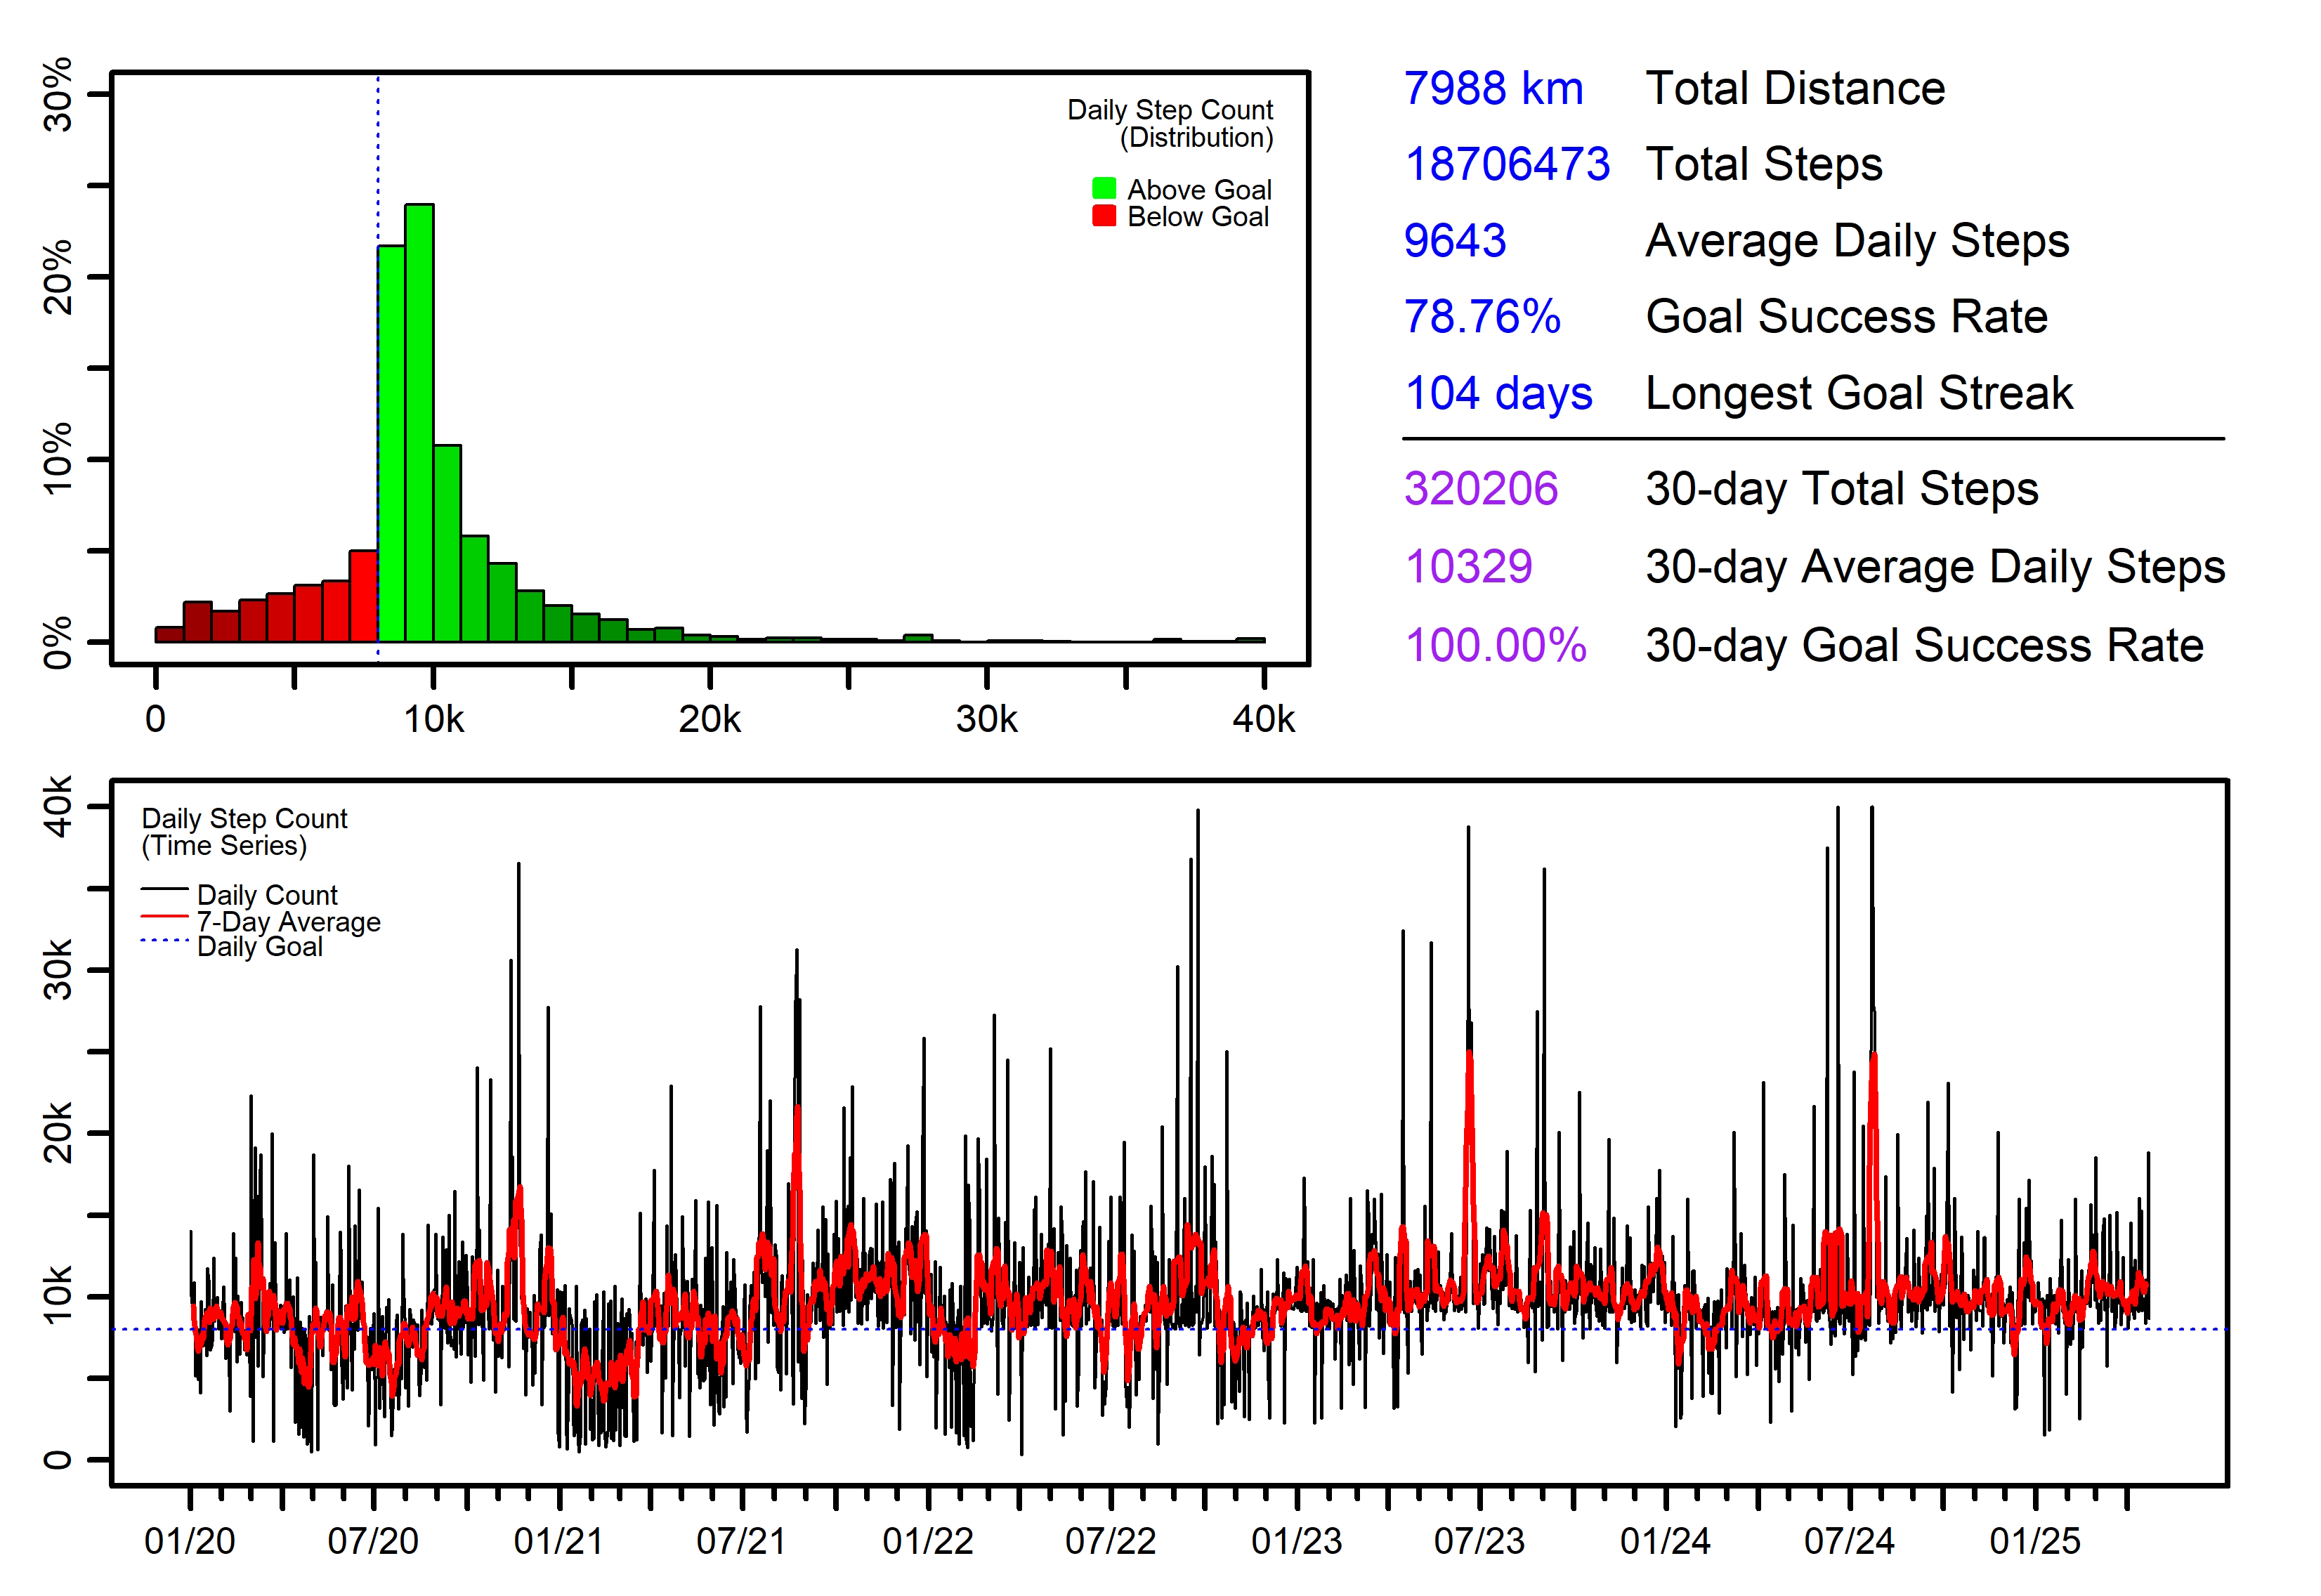 30%
20%
10%
0%
Daily Step Count
(Distribution)
Above Goal
Below Goal
0 10k 20k 30k 40k
7988 km Total Distance
18706473 Total Steps
9643 Average Daily Steps
78.76% Goal Success Rate
104 days Longest Goal Streak
320206 30-day Total Steps
10329 30-day Average Daily Steps
100.00% 30-day Goal Success Rate
40k
30k
20k
10k
0
Daily Step Count
(Time Series)
Daily Count
7-Day Average
Daily Goal
01/20 07/20 01/21 07/21 01/22 07/22 01/23 07/23 01/24 07/24 01/25